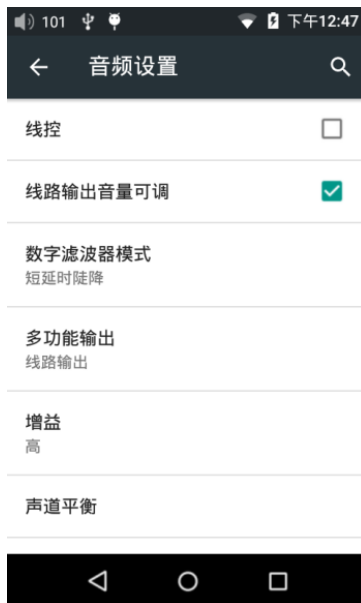 101 下午12:47
音频设置
线控
线路输出音量可调
数字滤波器模式
短延时陡降
多功能输出
线路输出
增益
高
声道平衡